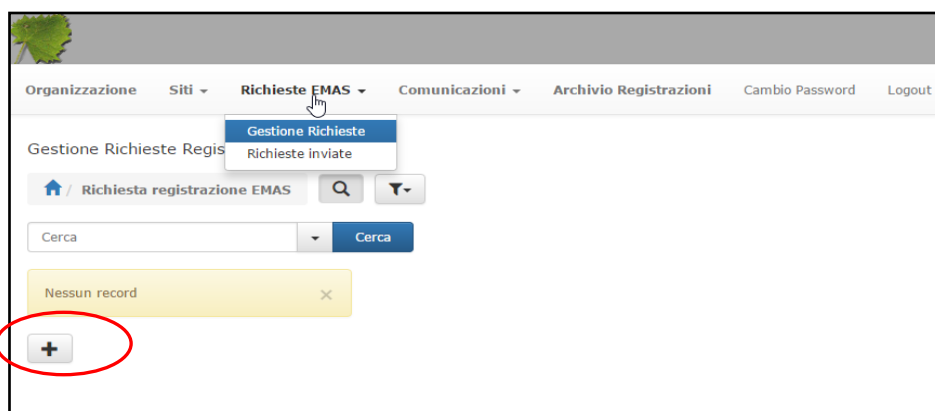 Organizzazione Siti Richieste EMAS Comunicazioni Archivio Registrazioni Cambio Password Logout
Gestione Richieste
Gestione Richieste Regis
Richieste inviate
/ Richiesta registrazione EMAS
Cerca Cerca
Nessun record ×
+